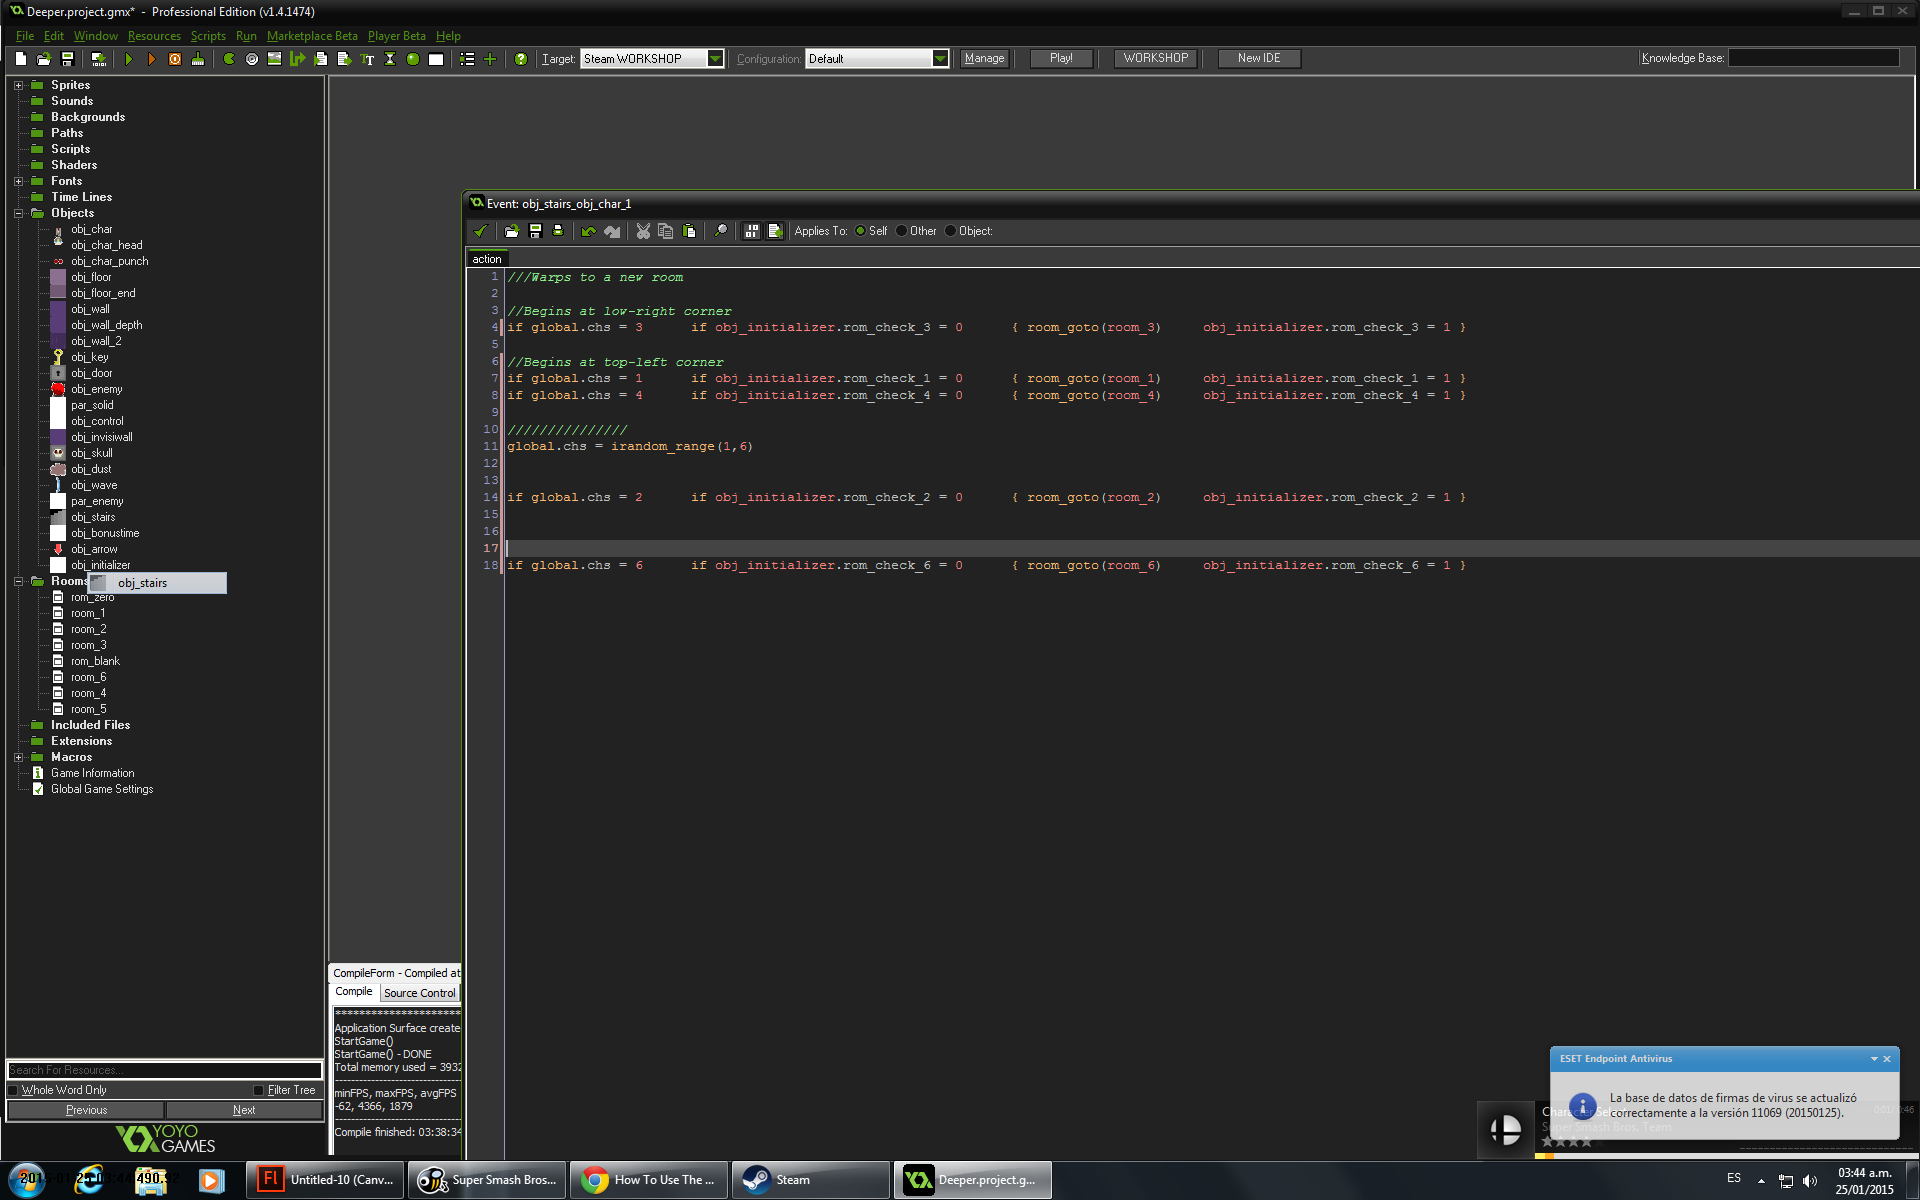 Deeper.project.gmx* - Professional Edition (v1.4.1474)
File Edit Window Resources Scripts Run Marketplace Beta Player Beta Help
Target: Steam WORKSHOP Configuration: Default Manage Play! WORKSHOP New IDE Knowledge Base:
Sprites
Sounds
Backgrounds
Paths
Scripts
Shaders
Fonts
Time Lines
Objects
obj_char
obj_char_head
obj_char_punch
obj_floor
obj_floor_end
obj_wall
obj_wall_depth
obj_wall_2
obj_key
obj_door
obj_enemy
par_solid
obj_control
obj_invisiwall
obj_skull
obj_dust
obj_wave
par_enemy
obj_stairs
obj_bonustime
obj_arrow
obj_initializer
Rooms
obj_stairs
rom_zero
room_1
room_2
room_3
rom_blank
room_6
room_4
room_5
Included Files
Extensions
Macros
Game Information
Global Game Settings
Search For Resources...
Whole Word Only Filter Tree
Previous Next
YOYO GAMES
Event: obj_stairs_obj_char_1
Applies To: Self Other Object:
action
1 ///Warps to a new room
2
3 //Begins at low-right corner
4 if global.chs = 3 if obj_initializer.rom_check_3 = 0 { room_goto(room_3) obj_initializer.rom_check_3 = 1 }
5
6 //Begins at top-left corner
7 if global.chs = 1 if obj_initializer.rom_check_1 = 0 { room_goto(room_1) obj_initializer.rom_check_1 = 1 }
8 if global.chs = 4 if obj_initializer.rom_check_4 = 0 { room_goto(room_4) obj_initializer.rom_check_4 = 1 }
9
10 ///////////////
11 global.chs = irandom_range(1,6)
12
13
14 if global.chs = 2 if obj_initializer.rom_check_2 = 0 { room_goto(room_2) obj_initializer.rom_check_2 = 1 }
15
16
17
18 if global.chs = 6 if obj_initializer.rom_check_6 = 0 { room_goto(room_6) obj_initializer.rom_check_6 = 1 }
CompileForm - Compiled at
Compile Source Control
**********************
Application Surface create
StartGame()
StartGame() - DONE
Total memory used = 3932
minFPS, maxFPS, avgFPS
-62, 4366, 1879
Compile finished: 03:38:34
ESET Endpoint Antivirus
La base de datos de firmas de virus se actualizó
correctamente a la versión 11069 (20150125).
Super Smash Bros. Team
Untitled-10 (Canv... Super Smash Bros... How To Use The ... Steam Deeper.project.g...
ES
03:44 a.m.
25/01/2015